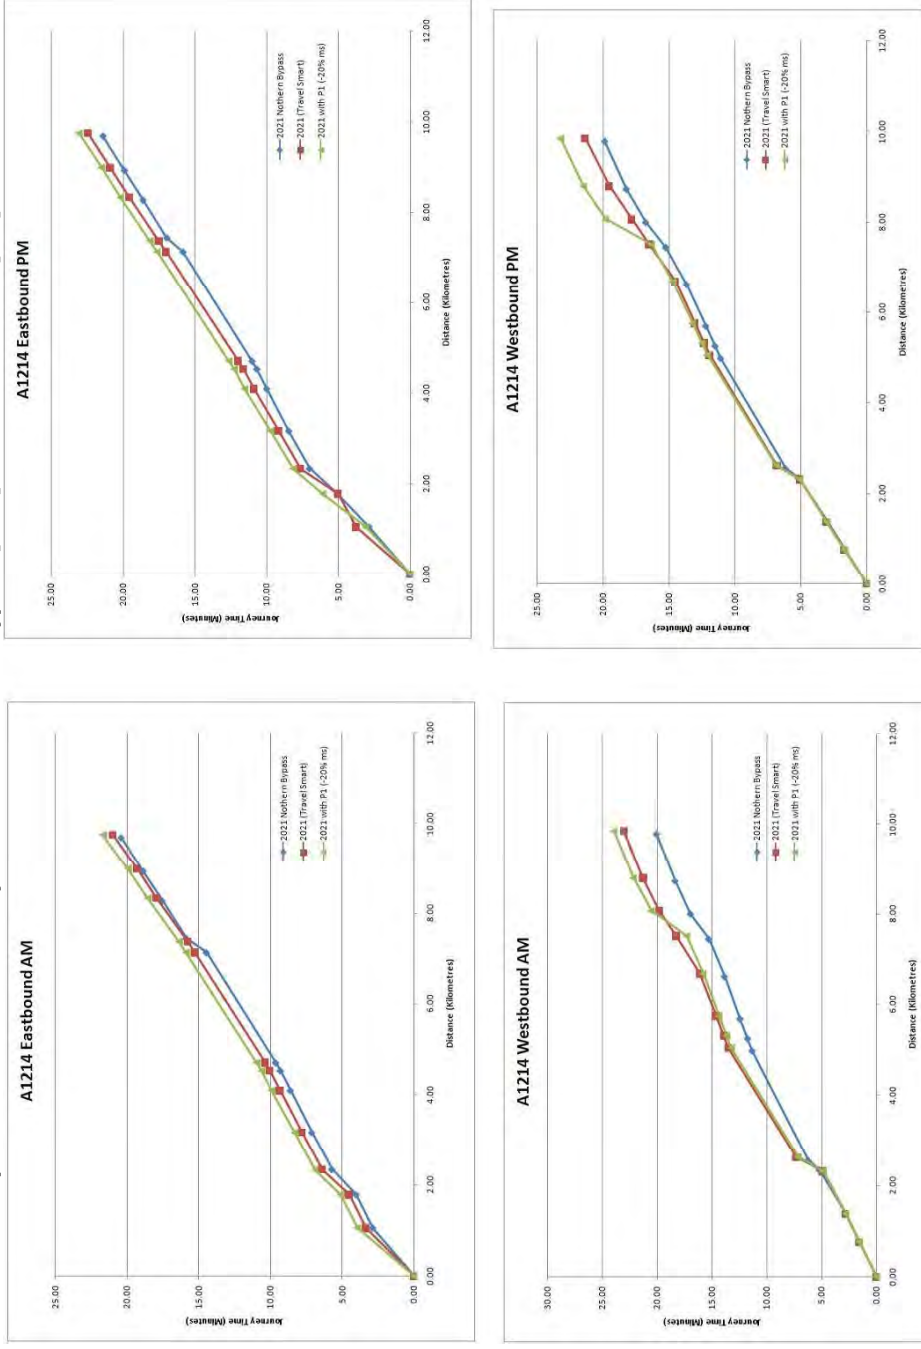 A1214 Eastbound AM
25.00
20.00
15.00
10.00
5.00
0.00
Journey Time (Minutes)
0.00
2.00
4.00
6.00
8.00
10.00
12.00
Distance (Kilometres)
2021 Nothern Bypass
2021 (Travel Smart)
2021 with P1 (-20% ms)
A1214 Eastbound PM
25.00
20.00
15.00
10.00
5.00
0.00
Journey Time (Minutes)
0.00
2.00
4.00
6.00
8.00
10.00
12.00
Distance (Kilometres)
2021 Nothern Bypass
2021 (Travel Smart)
2021 with P1 (-20% ms)
A1214 Westbound AM
30.00
25.00
20.00
15.00
10.00
5.00
0.00
Journey Time (Minutes)
0.00
2.00
4.00
6.00
8.00
10.00
12.00
Distance (Kilometres)
2021 Nothern Bypass
2021 (Travel Smart)
2021 with P1 (-20% ms)
A1214 Westbound PM
25.00
20.00
15.00
10.00
5.00
0.00
Journey Time (Minutes)
0.00
2.00
4.00
6.00
8.00
10.00
12.00
Distance (Kilometres)
2021 Nothern Bypass
2021 (Travel Smart)
2021 with P1 (-20% ms)